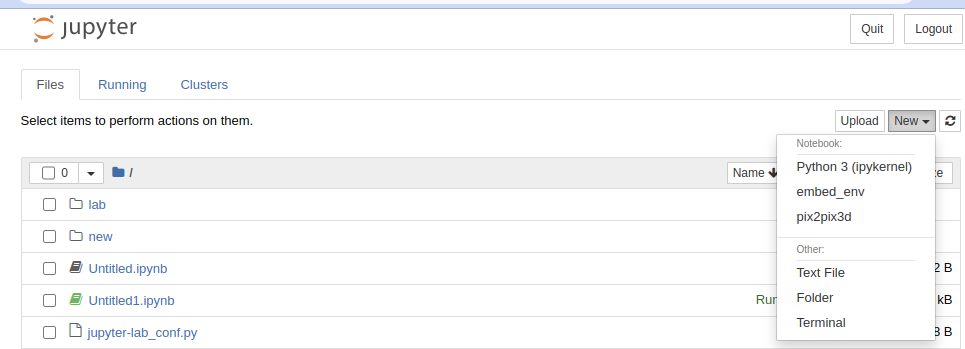 jupyter
Quit
Logout
Files
Running
Clusters
Select items to perform actions on them.
Upload
New
Notebook:
Python 3 (ipykernel)
embed_env
pix2pix3d
Other:
Text File
Folder
Terminal
0
/
Name
lab
new
Untitled.ipynb
2 B
Untitled1.ipynb
kB
jupyter-lab_conf.py
B